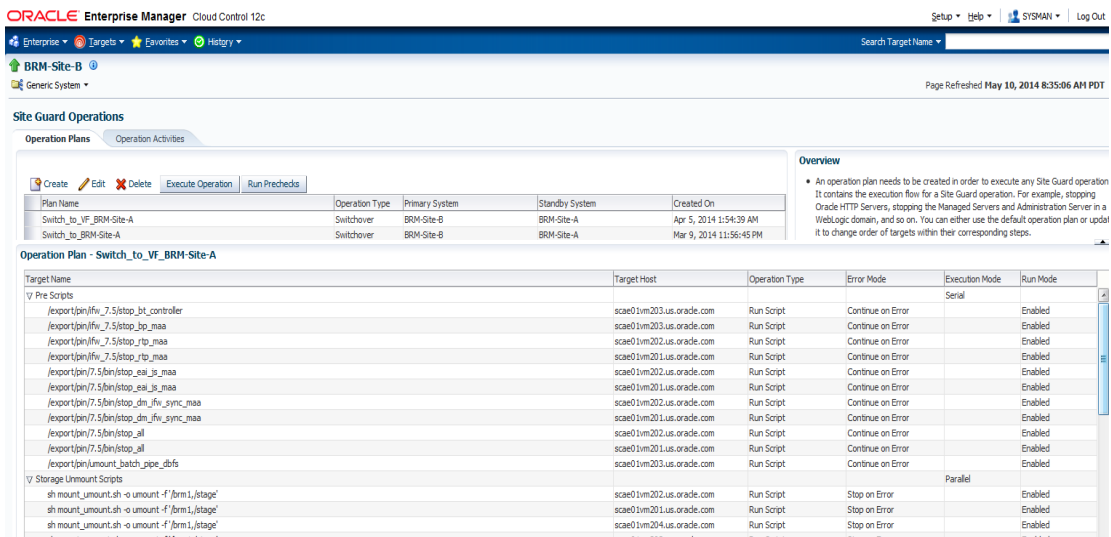 ORACLE Enterprise Manager Cloud Control 12c
Setup Help SYSMAN Log Out
Enterprise Targets Favorites History Search Target Name
BRM-Site-B
Generic System Page Refreshed May 10, 2014 8:35:06 AM PDT
Site Guard Operations
Operation Plans Operation Activities
Create Edit Delete Execute Operation Run Prechecks
Plan Name Operation Type Primary System Standby System Created On
Switch_to_VF_BRM-Site-A Switchover BRM-Site-B BRM-Site-A Apr 5, 2014 1:54:39 AM
Switch_to_BRM-Site-A Switchover BRM-Site-B BRM-Site-A Mar 9, 2014 11:56:45 PM
Overview
An operation plan needs to be created in order to execute any Site Guard operation
It contains the execution flow for a Site Guard operation. For example, stopping
Oracle HTTP Servers, stopping the Managed Servers and Administration Server in a
WebLogic domain, and so on. You can either use the default operation plan or updat
it to change order of targets within their corresponding steps.
Operation Plan - Switch_to_VF_BRM-Site-A
Target Name Target Host Operation Type Error Mode Execution Mode Run Mode
Pre Scripts Serial
/export/pin/ifw_7.5/stop_bt_controller scae01vm203.us.oracle.com Run Script Continue on Error Enabled
/export/pin/ifw_7.5/stop_bp_maa scae01vm203.us.oracle.com Run Script Continue on Error Enabled
/export/pin/ifw_7.5/stop_rtp_maa scae01vm202.us.oracle.com Run Script Continue on Error Enabled
/export/pin/ifw_7.5/stop_rtp_maa scae01vm201.us.oracle.com Run Script Continue on Error Enabled
/export/pin/7.5/bin/stop_eai_js_maa scae01vm202.us.oracle.com Run Script Continue on Error Enabled
/export/pin/7.5/bin/stop_eai_js_maa scae01vm201.us.oracle.com Run Script Continue on Error Enabled
/export/pin/7.5/bin/stop_dm_ifw_sync_maa scae01vm202.us.oracle.com Run Script Continue on Error Enabled
/export/pin/7.5/bin/stop_dm_ifw_sync_maa scae01vm201.us.oracle.com Run Script Continue on Error Enabled
/export/pin/7.5/bin/stop_all scae01vm202.us.oracle.com Run Script Continue on Error Enabled
/export/pin/7.5/bin/stop_all scae01vm201.us.oracle.com Run Script Continue on Error Enabled
/export/pin/umount_batch_pipe_dbfs scae01vm203.us.oracle.com Run Script Continue on Error Enabled
Storage Unmount Scripts Parallel
sh mount_umount.sh -o umount -f '/brm1,/stage' scae01vm202.us.oracle.com Run Script Stop on Error Enabled
sh mount_umount.sh -o umount -f '/brm1,/stage' scae01vm201.us.oracle.com Run Script Stop on Error Enabled
sh mount_umount.sh -o umount -f '/brm1,/stage' scae01vm204.us.oracle.com Run Script Stop on Error Enabled